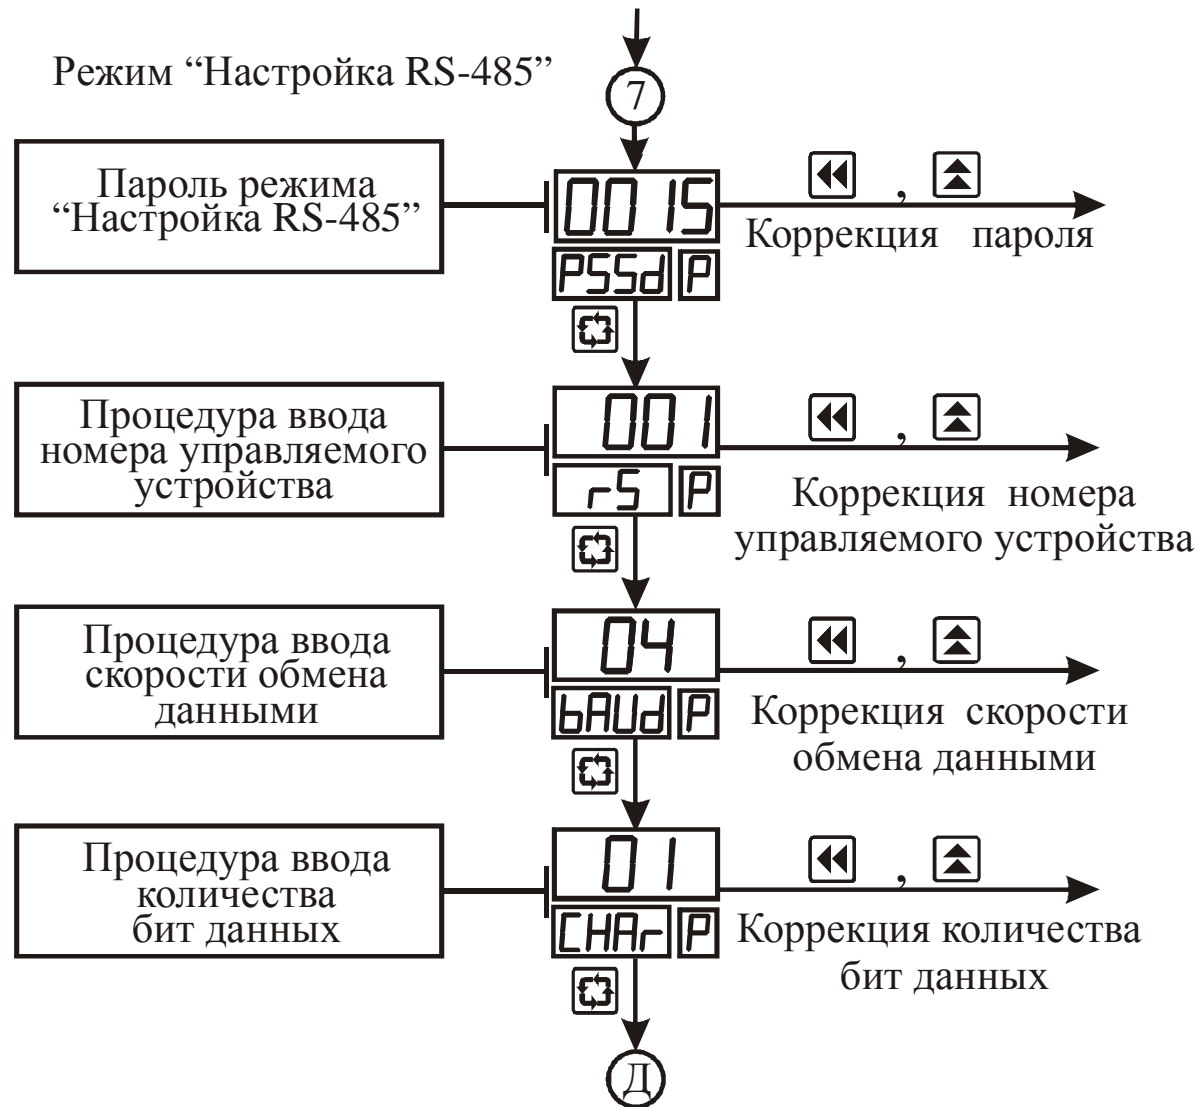 Режим “Настройка RS-485”
7
Пароль режима
“Настройка RS-485”
0015
PSSd P
,
Коррекция пароля
Процедура ввода
номера управляемого
устройства
001
rS P
,
Коррекция номера
управляемого устройства
Процедура ввода
скорости обмена
данными
04
bAUd P
,
Коррекция скорости
обмена данными
Процедура ввода
количества
бит данных
01
CHAr P
,
Коррекция количества
бит данных
Д